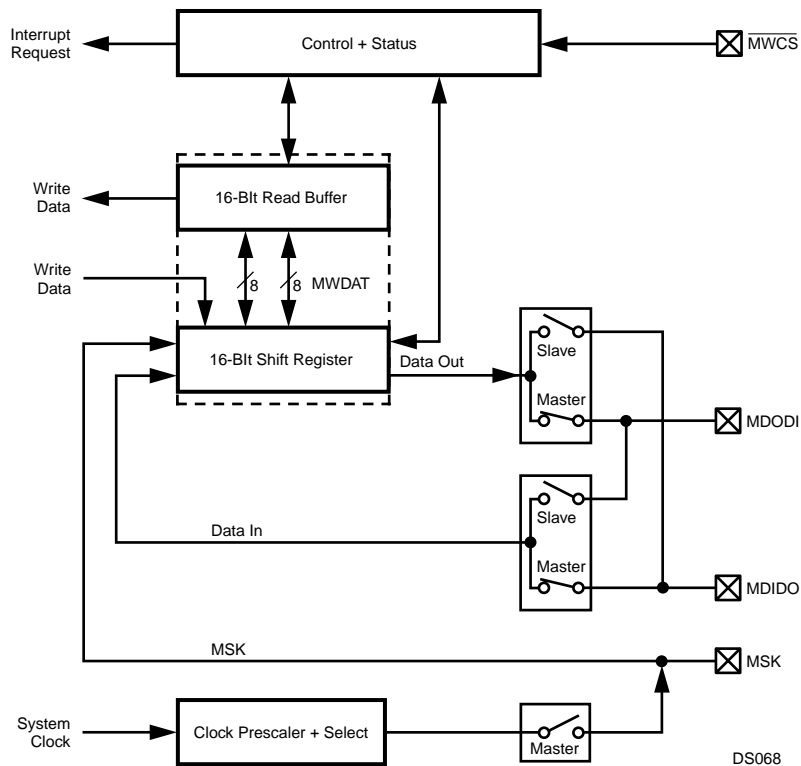 Interrupt
Request
Control + Status
MWCS
Write
Data
16-BIt Read Buffer
Write
Data
8
8
MWDAT
16-BIt Shift Register
Data Out
Slave
Master
MDODI
Slave
Data In
Master
MDIDO
MSK
MSK
System
Clock
Clock Prescaler + Select
Master
DS068